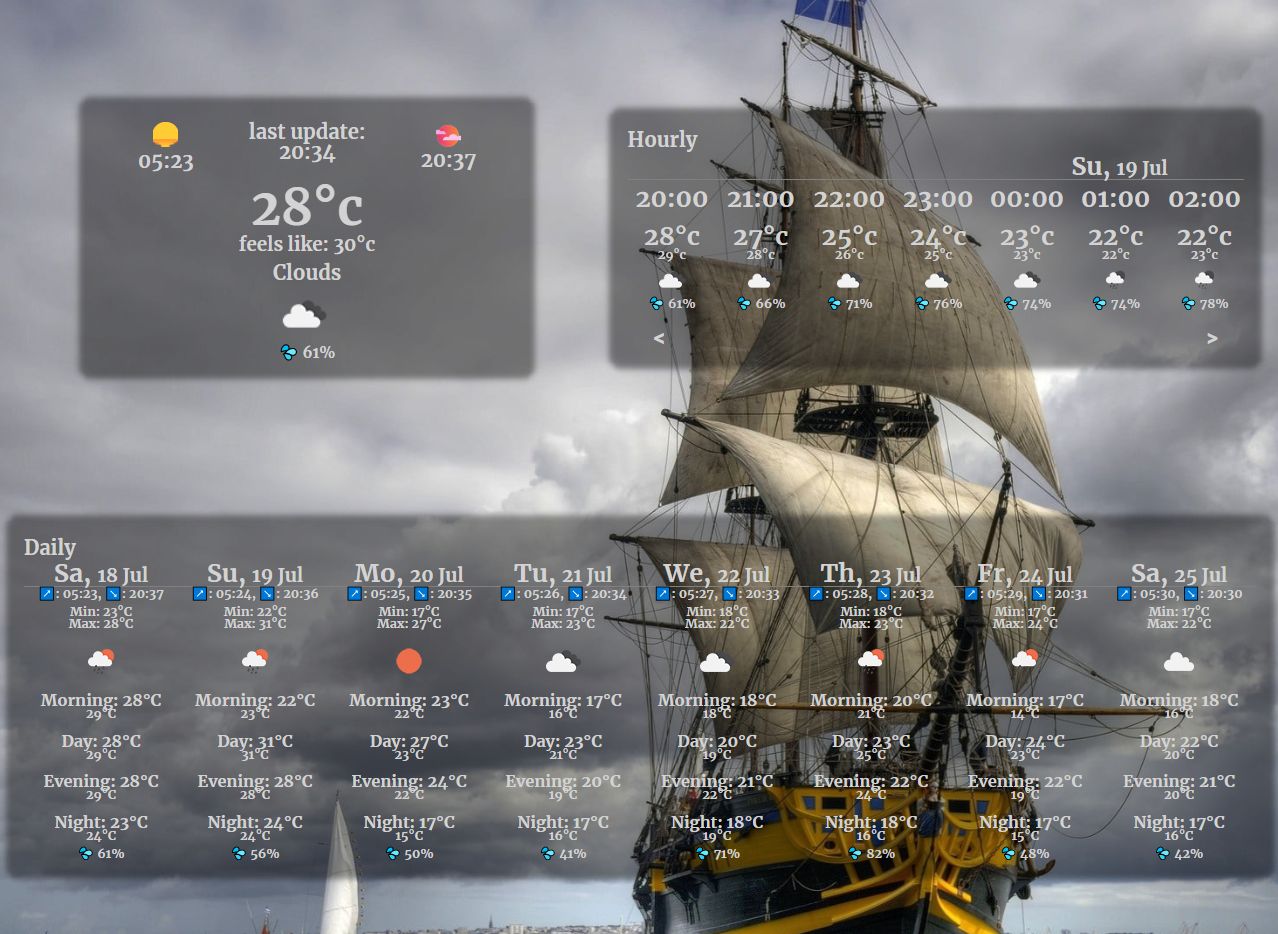 last update:
05:23 20:34 20:37
28°c
feels like: 30°c
Clouds
61%
Hourly
Su, 19 Jul
20:00 21:00 22:00 23:00 00:00 01:00 02:00
28°c 27°c 25°c 24°c 23°c 22°c 22°c
29°c 28°c 26°c 25°c 23°c 23°c 23°c
61% 66% 71% 76% 74% 74% 78%
< >
Daily
Sa, 18 Jul Su, 19 Jul Mo, 20 Jul Tu, 21 Jul We, 22 Jul Th, 23 Jul Fr, 24 Jul Sa, 25 Jul
↗: 05:23, ↘: 20:37 ↗: 05:24, ↘: 20:36 ↗: 05:25, ↘: 20:35 ↗: 05:26, ↘: 20:34 ↗: 05:27, ↘: 20:33 ↗: 05:28, ↘: 20:32 ↗: 05:29, ↘: 20:31 ↗: 05:30, ↘: 20:30
Min: 23°C Min: 22°C Min: 17°C Min: 17°C Min: 18°C Min: 18°C Min: 17°C Min: 17°C
Max: 28°C Max: 31°C Max: 27°C Max: 23°C Max: 22°C Max: 23°C Max: 24°C Max: 22°C
Morning: 28°C Morning: 22°C Morning: 23°C Morning: 17°C Morning: 18°C Morning: 20°C Morning: 17°C Morning: 18°C
29°C 23°C 22°C 16°C 18°C 21°C 14°C 16°C
Day: 28°C Day: 31°C Day: 27°C Day: 23°C Day: 20°C Day: 23°C Day: 24°C Day: 22°C
29°C 31°C 23°C 21°C 19°C 25°C 23°C 20°C
Evening: 28°C Evening: 28°C Evening: 24°C Evening: 20°C Evening: 21°C Evening: 22°C Evening: 22°C Evening: 21°C
29°C 28°C 22°C 19°C 22°C 24°C 19°C 20°C
Night: 23°C Night: 24°C Night: 17°C Night: 17°C Night: 18°C Night: 18°C Night: 17°C Night: 17°C
24°C 24°C 15°C 16°C 19°C 16°C 15°C 16°C
61% 56% 50% 41% 71% 82% 48% 42%